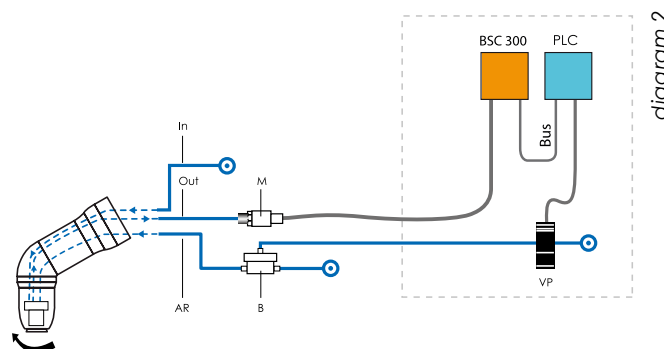 BSC 300
PLC
diagram 2
Bus
In
Out
M
AR
B
VP